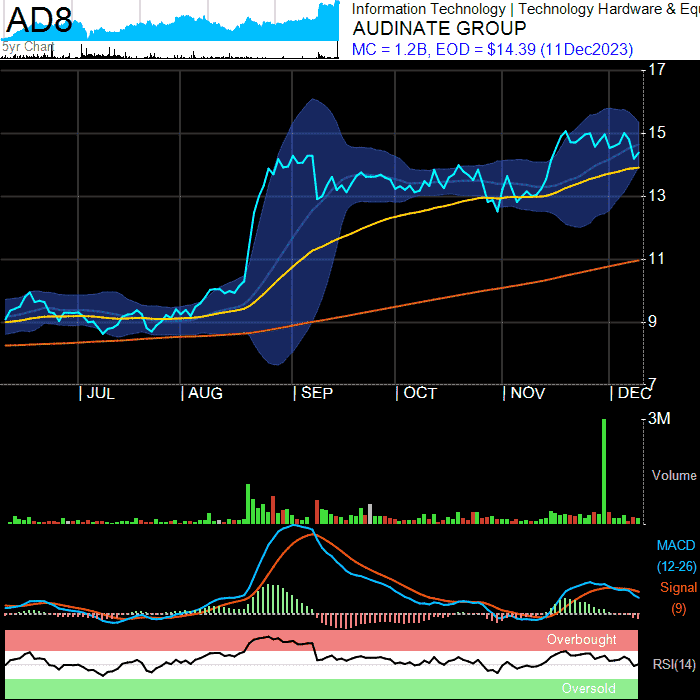 AD8
5yr Chart
Information Technology | Technology Hardware & Equ
AUDINATE GROUP
MC = 1.2B, EOD = $14.39 (11Dec2023)
17
15
13
11
9
7
| JUL | AUG | SEP | OCT | NOV | DEC
3M
Volume
MACD
(12-26)
Signal
(9)
Overbought
RSI(14)
Oversold